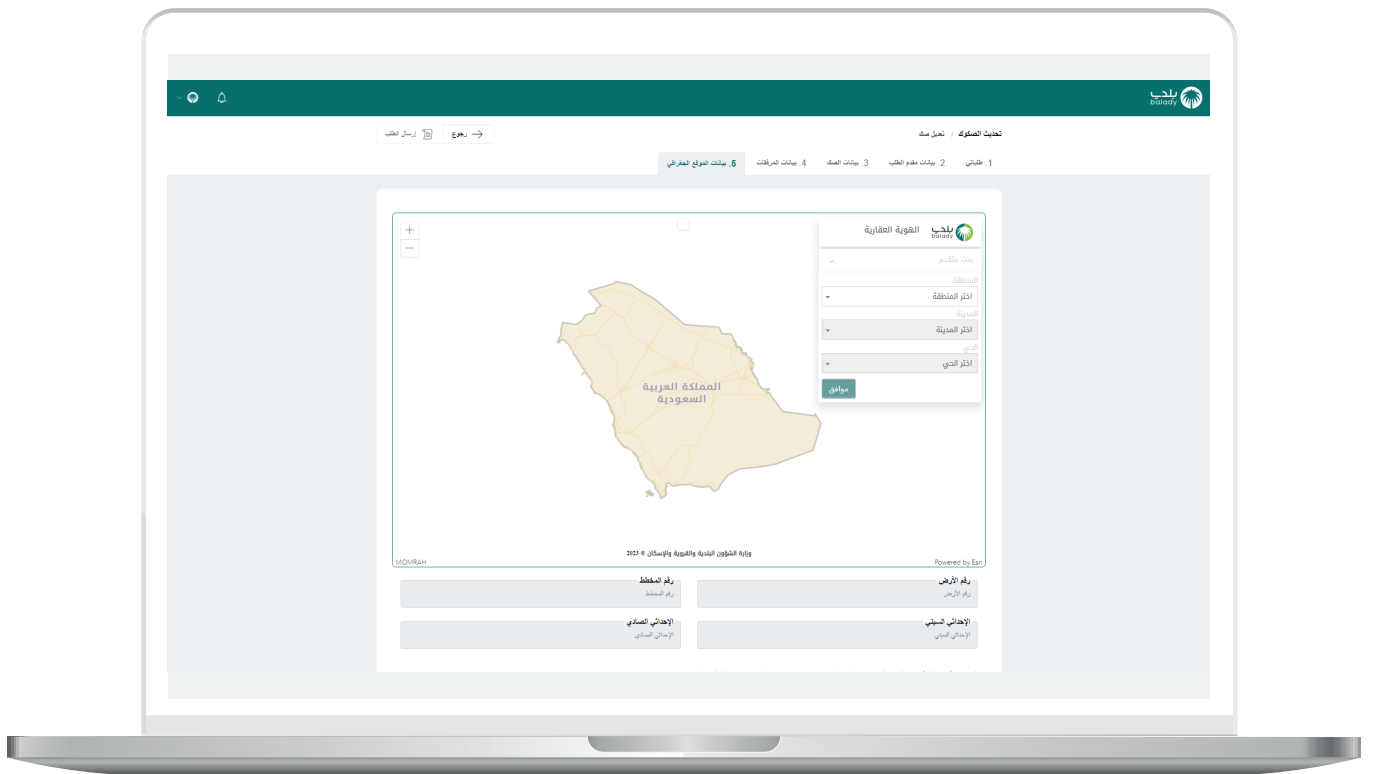 بلدي
balady
تحديث الصكوك / تعديل صك
رجوع
إرسال الطلب
1. طلباتي
2. بيانات مقدم الطلب
3. بيانات الصك
4. بيانات المرفقات
5. بيانات الموقع الجغرافي
بلدي
balady
الهوية العقارية
بحث متقدم
المنطقة
اختر المنطقة
المدينة
اختر المدينة
الحي
اختر الحي
موافق
+
−
المملكة العربية
السعودية
وزارة الشؤون البلدية والقروية والإسكان © 2023
Powered by Esri
MOMRAH
رقم الأرض
رقم الأرض
رقم المخطط
رقم المخطط
الإحداثي السيني
الإحداثي السيني
الإحداثي الصادي
الإحداثي الصادي